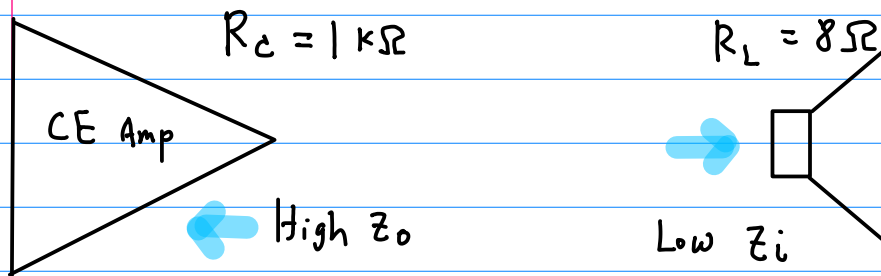 R_C = 1 kΩ
R_L = 8Ω
CE Amp
High Z_o
Low Z_i